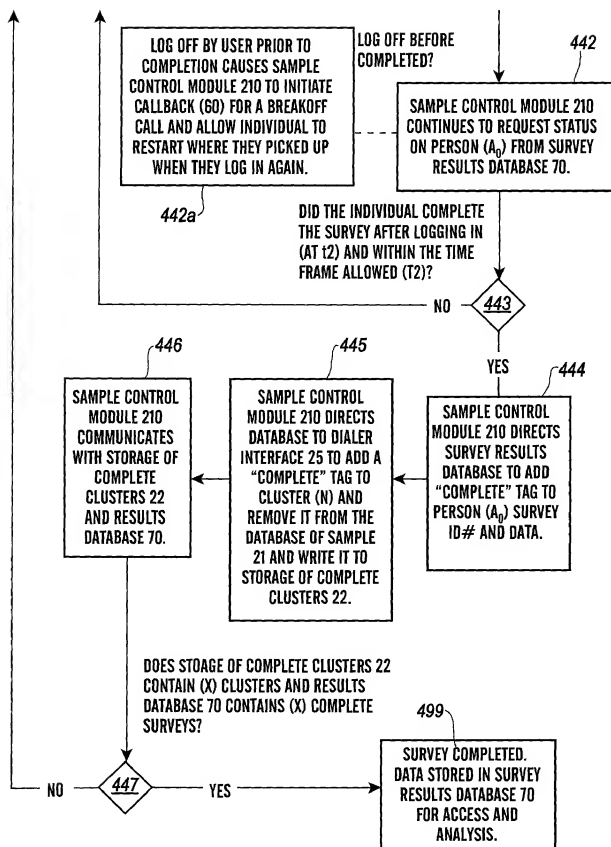 LOG OFF BY USER PRIOR TO
COMPLETION CAUSES SAMPLE
CONTROL MODULE 210 TO INITIATE
CALLBACK (60) FOR A BREAKOFF
CALL AND ALLOW INDIVIDUAL TO
RESTART WHERE THEY PICKED UP
WHEN THEY LOG IN AGAIN.
442a
LOG OFF BEFORE
COMPLETED?
442
SAMPLE CONTROL MODULE 210
CONTINUES TO REQUEST STATUS
ON PERSON (A0) FROM SURVEY
RESULTS DATABASE 70.
DID THE INDIVIDUAL COMPLETE
THE SURVEY AFTER LOGGING IN
(AT t2) AND WITHIN THE TIME
FRAME ALLOWED (T2)?
NO
443
YES
446
SAMPLE CONTROL
MODULE 210
COMMUNICATES
WITH STORAGE OF
COMPLETE
CLUSTERS 22
AND RESULTS
DATABASE 70.
445
SAMPLE CONTROL
MODULE 210 DIRECTS
DATABASE TO DIALER
INTERFACE 25 TO ADD A
"COMPLETE" TAG TO
CLUSTER (N) AND
REMOVE IT FROM THE
DATABASE OF SAMPLE
21 AND WRITE IT TO
STORAGE OF COMPLETE
CLUSTERS 22.
444
SAMPLE CONTROL
MODULE 210 DIRECTS
SURVEY RESULTS
DATABASE TO ADD
"COMPLETE" TAG TO
PERSON (A0) SURVEY
ID# AND DATA.
DOES STOAGE OF COMPLETE CLUSTERS 22
CONTAIN (X) CLUSTERS AND RESULTS
DATABASE 70 CONTAINS (X) COMPLETE
SURVEYS?
NO
447
YES
499
SURVEY COMPLETED.
DATA STORED IN SURVEY
RESULTS DATABASE 70
FOR ACCESS AND
ANALYSIS.